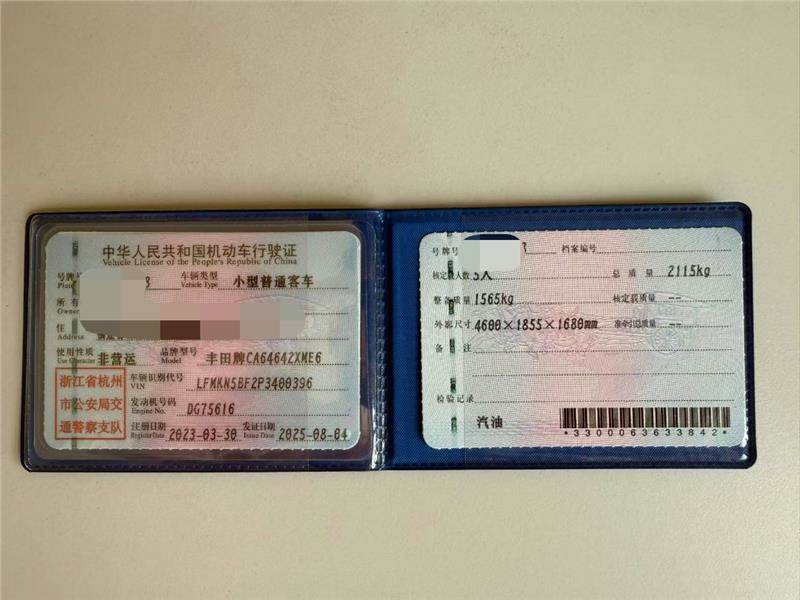 中华人民共和国机动车行驶证
Vehicle License of the People's Republic of China
号牌
Plate
车辆类型
Vehicle Type
小型普通客车
所有
Owner
住
Address
使用性质
Use Character
非营运
品牌型号
Model
丰田牌CA64642XME6
浙江省杭州
市公安局交
通警察支队
车辆识别代号
VIN
LFMKN5BF2P3400396
发动机号码
Engine No.
DG75616
注册日期
Register Date
2023-03-30
发证日期
Issue Date
2025-08-04
号牌号
档案编号
核定载人数 5人
总质量 2115kg
整备质量 1565kg
核定载质量 --
外廓尺寸 4600×1855×1680mm
准牵引总质量 --
备注
检验记录
汽油
*3300063633842*